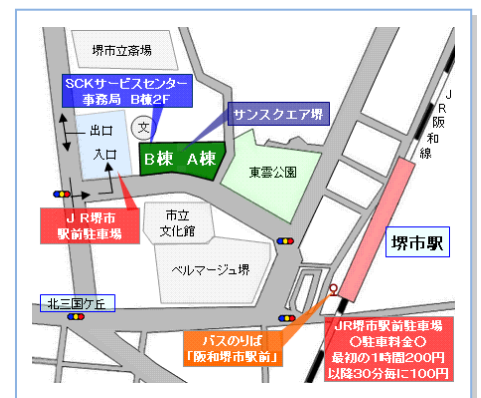 堺市立斎場
SCKサービスセンター
事務局 B棟2F
サンスクエア堺
出口
入口
文
B棟 A棟
東雲公園
JR阪和線
JR堺市
駅前駐車場
市立
文化館
堺市駅
ベルマージュ堺
北三国ケ丘
バスのりば
「阪和堺市駅前」
JR堺市駅前駐車場
〇駐車料金〇
最初の1時間200円
以降30分毎に100円